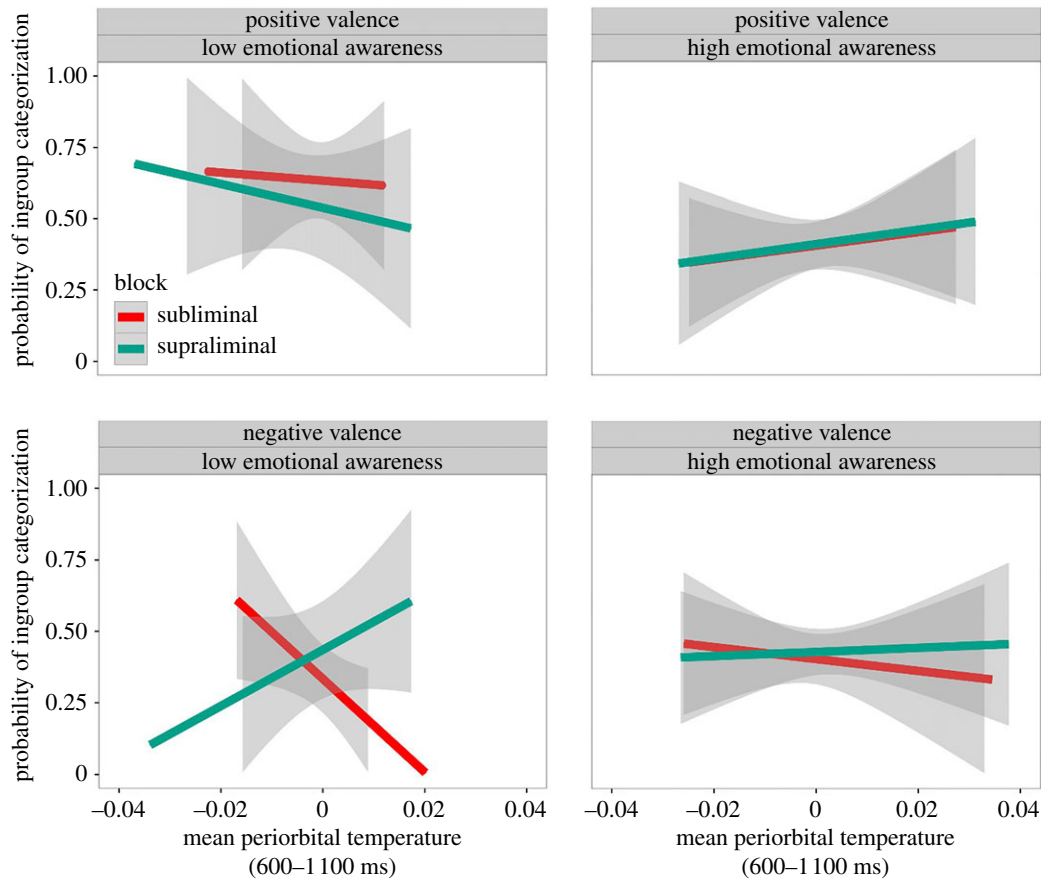 positive valence
low emotional awareness
positive valence
high emotional awareness
probability of ingroup categorization
1.00
0.75
0.50
0.25
0
block
subliminal
supraliminal
negative valence
low emotional awareness
negative valence
high emotional awareness
probability of ingroup categorization
1.00
0.75
0.50
0.25
0
–0.04
–0.02
0
0.02
0.04
–0.04
–0.02
0
0.02
0.04
mean periorbital temperature
(600–1100 ms)
mean periorbital temperature
(600–1100 ms)